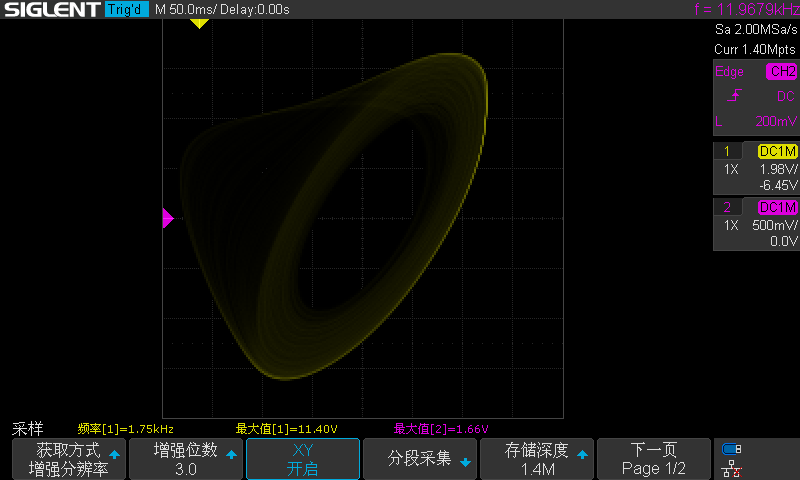 SIGLENT Trig'd M 50.0ms/ Delay:0.00s f = 11.9679kHz
Sa 2.00MSa/s
Curr 1.40Mpts
Edge CH2
DC
L 200mV
1 DC1M
1X 1.98V/
-6.45V
2 DC1M
1X 500mV/
0.0V
采样 频率[1]=1.75kHz 最大值[1]=11.40V 最大值[2]=1.66V
获取方式 增强位数 XY 分段采集 存储深度 下一页
增强分辨率 3.0 开启 1.4M Page 1/2